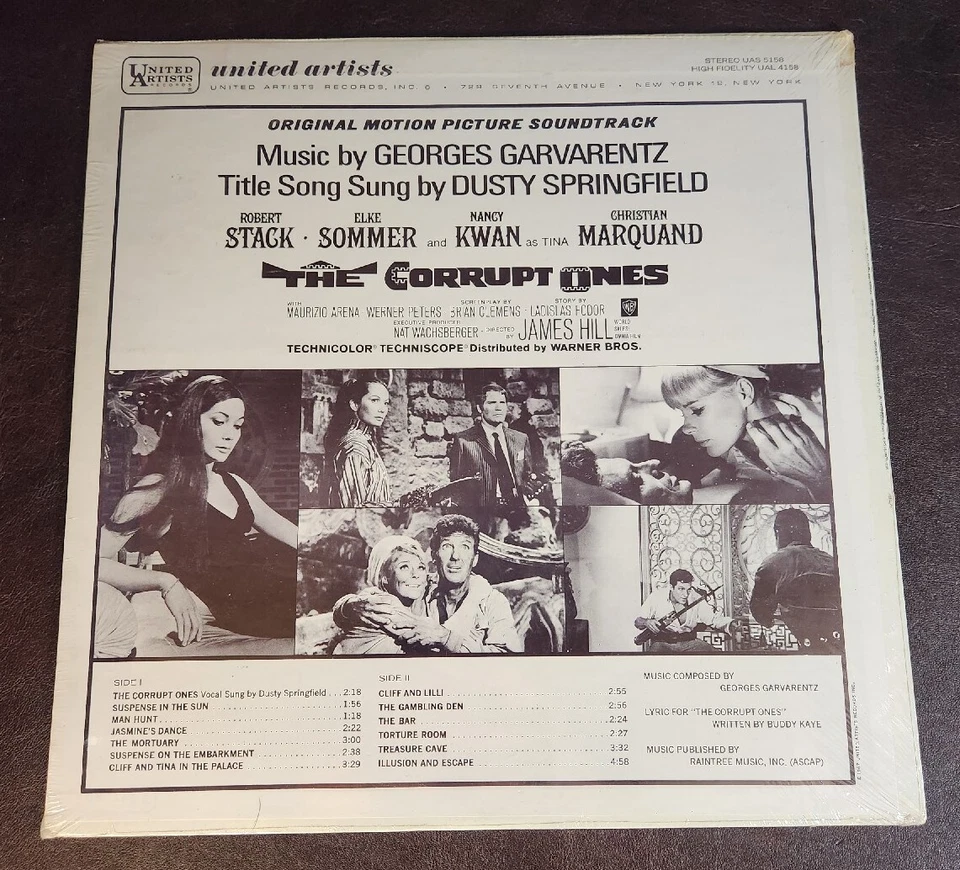 UNITED ARTISTS RECORDS
united artists
STEREO UAS 5158
HIGH FIDELITY UAL 4158
UNITED ARTISTS RECORDS, INC. • 729 SEVENTH AVENUE • NEW YORK 19, NEW YORK
ORIGINAL MOTION PICTURE SOUNDTRACK
Music by GEORGES GARVARENTZ
Title Song Sung by DUSTY SPRINGFIELD
ROBERT STACK · ELKE SOMMER and NANCY KWAN as TINA CHRISTIAN MARQUAND
THE CORRUPT ONES
WITH MAURIZIO ARENA WERNER PETERS SCREENPLAY BY BRIAN CLEMENS STORY BY LADISLAS FODOR
EXECUTIVE PRODUCER NAT WACHSBERGER DIRECTED BY JAMES HILL
TECHNICOLOR® TECHNISCOPE® Distributed by WARNER BROS.
SIDE I
THE CORRUPT ONES Vocal Sung by Dusty Springfield . . . 2:18
SUSPENSE IN THE SUN 1:56
MAN HUNT 1:18
JASMINE'S DANCE 2:22
THE MORTUARY 3:00
SUSPENSE ON THE EMBARKMENT 2:38
CLIFF AND TINA IN THE PALACE 3:29
SIDE II
CLIFF AND LILLI 2:55
THE GAMBLING DEN 2:56
THE BAR 2:24
TORTURE ROOM 2:27
TREASURE CAVE 3:32
ILLUSION AND ESCAPE 4:58
MUSIC COMPOSED BY
GEORGES GARVARENTZ
LYRIC FOR "THE CORRUPT ONES"
WRITTEN BY BUDDY KAYE
MUSIC PUBLISHED BY
RAINTREE MUSIC, INC. (ASCAP)